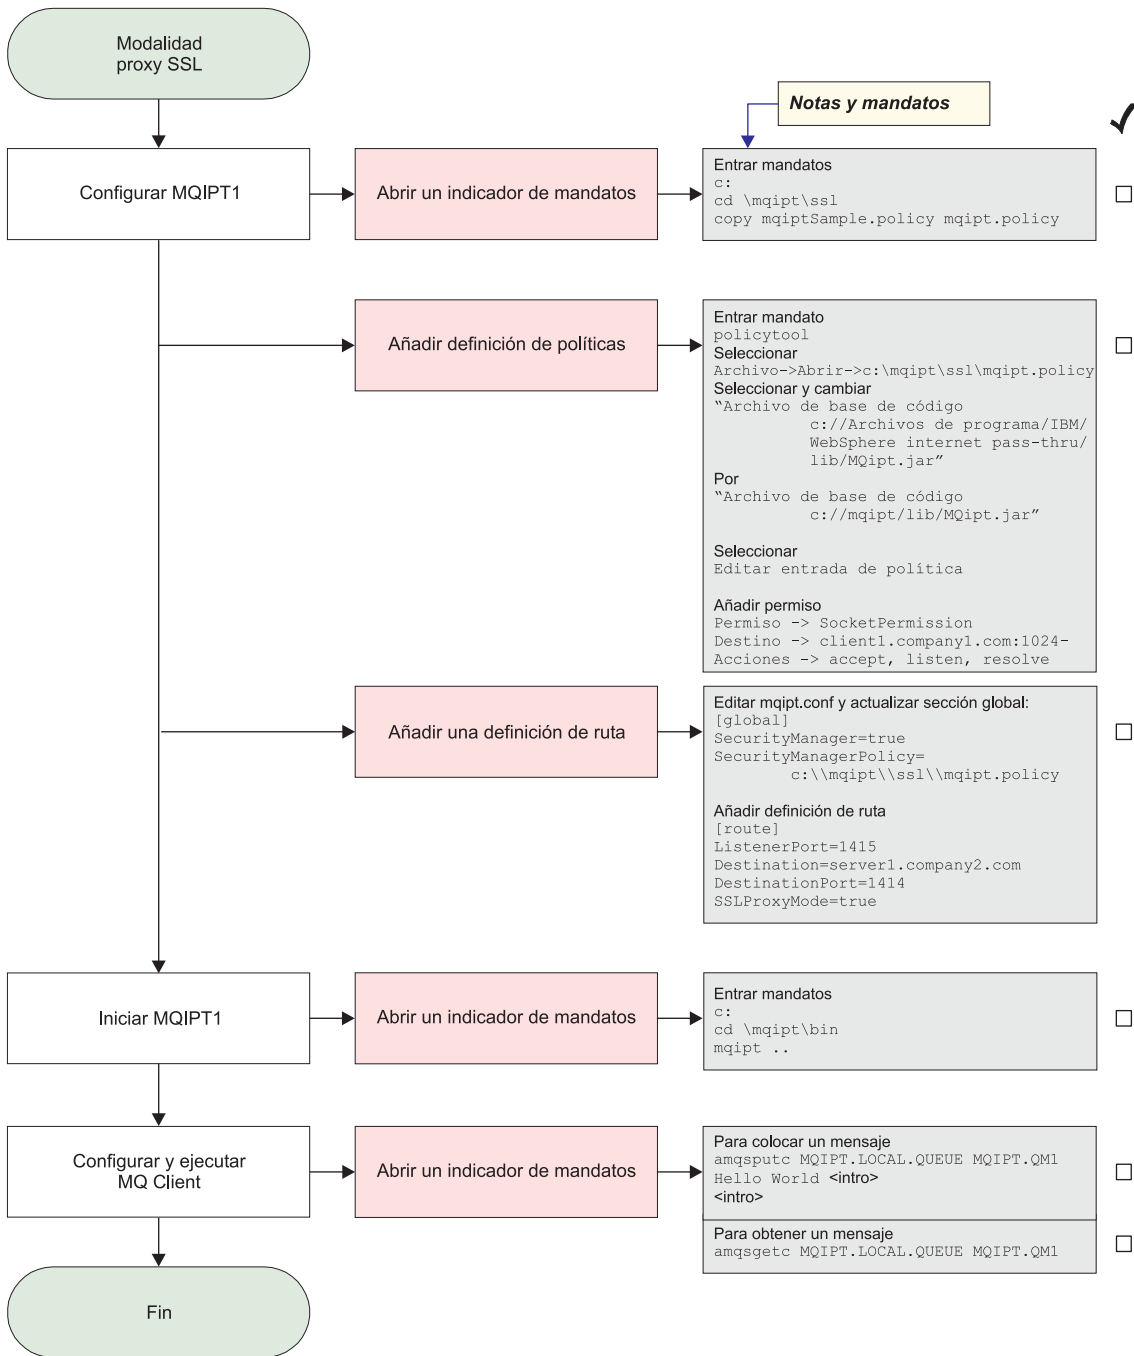 Modalidad
proxy SSL
Notas y mandatos
Configurar MQIPT1
Abrir un indicador de mandatos
Entrar mandatos
c:
cd \mqipt\ssl
copy mqiptSample.policy mqipt.policy
Añadir definición de políticas
Entrar mandato
policytool
Seleccionar
Archivo->Abrir->c:\mqipt\ssl\mqipt.policy
Seleccionar y cambiar
“Archivo de base de código
c://Archivos de programa/IBM/
WebSphere internet pass-thru/
lib/MQipt.jar”
Por
“Archivo de base de código
c://mqipt/lib/MQipt.jar”
Seleccionar
Editar entrada de política
Añadir permiso
Permiso -> SocketPermission
Destino -> client1.company1.com:1024-
Acciones -> accept, listen, resolve
Añadir una definición de ruta
Editar mqipt.conf y actualizar sección global:
[global]
SecurityManager=true
SecurityManagerPolicy=
c:\\mqipt\\ssl\\mqipt.policy
Añadir definición de ruta
[route]
ListenerPort=1415
Destination=server1.company2.com
DestinationPort=1414
SSLProxyMode=true
Iniciar MQIPT1
Abrir un indicador de mandatos
Entrar mandatos
c:
cd \mqipt\bin
mqipt ..
Configurar y ejecutar
MQ Client
Abrir un indicador de mandatos
Para colocar un mensaje
amqsputc MQIPT.LOCAL.QUEUE MQIPT.QM1
Hello World <intro>
<intro>
Para obtener un mensaje
amqsgetc MQIPT.LOCAL.QUEUE MQIPT.QM1
Fin